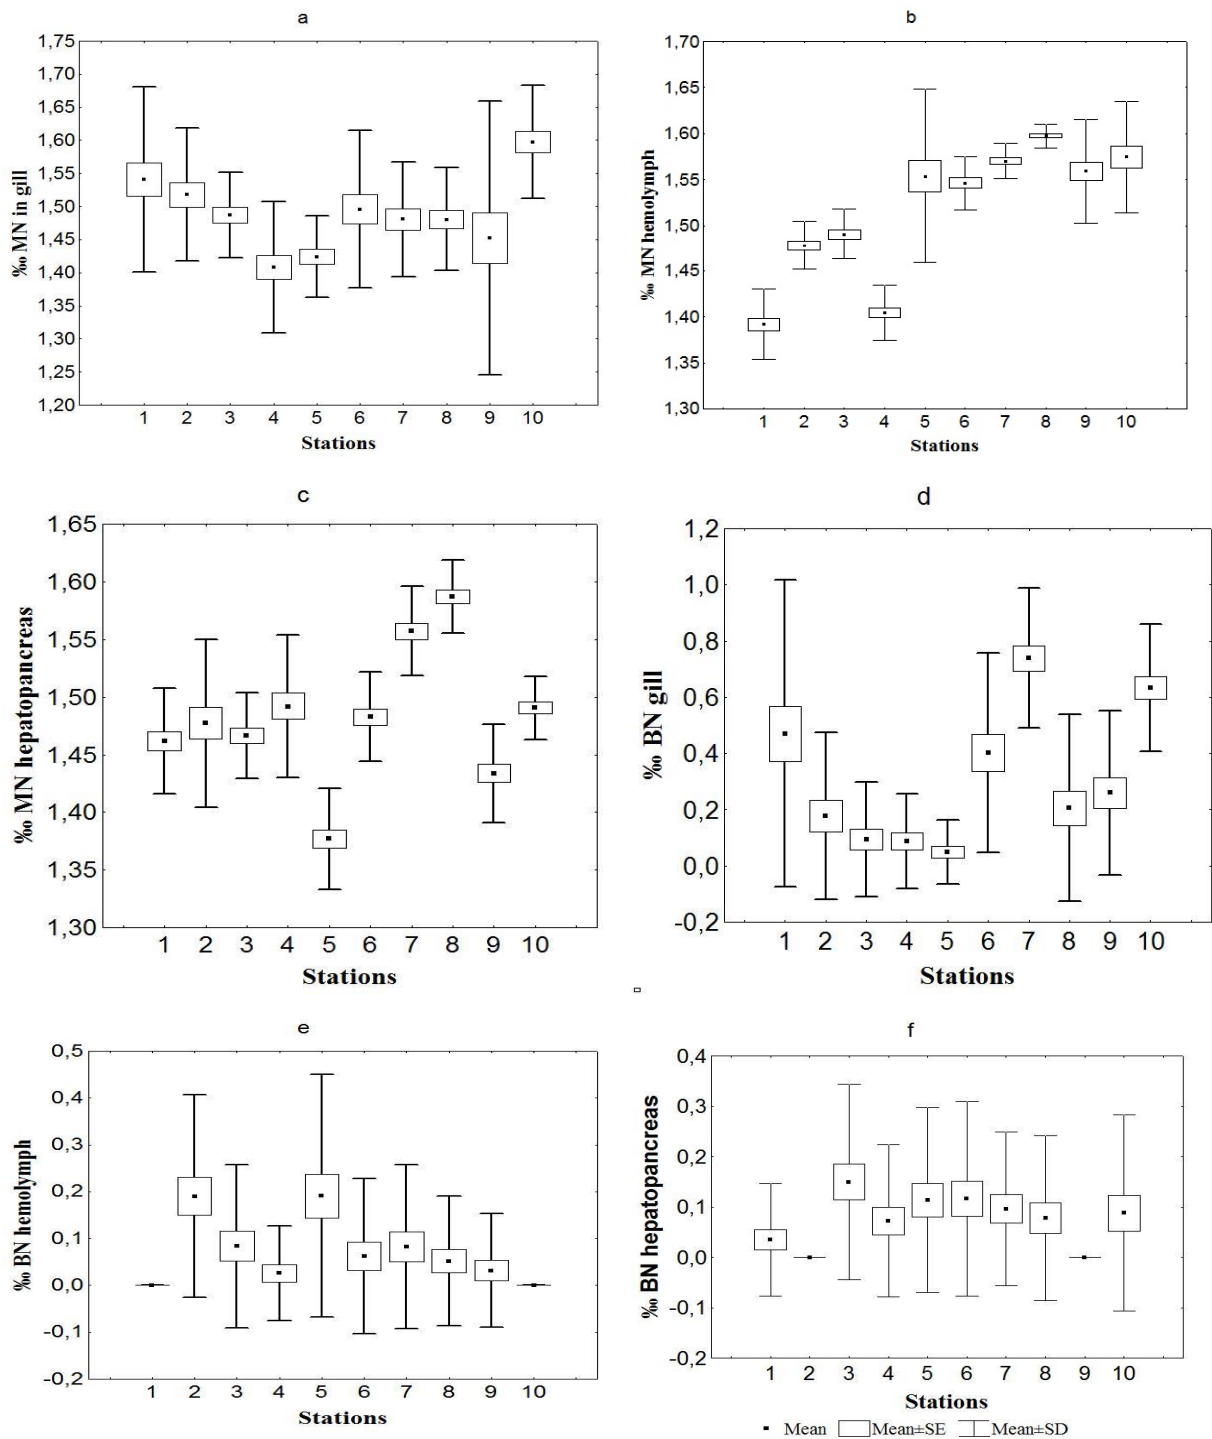 a
‰ MN in gill
1,75
1,70
1,65
1,60
1,55
1,50
1,45
1,40
1,35
1,30
1,25
1,20
1 2 3 4 5 6 7 8 9 10
Stations
b
‰ MN hemolymph
1,70
1,65
1,60
1,55
1,50
1,45
1,40
1,35
1,30
1 2 3 4 5 6 7 8 9 10
Stations
c
‰ MN hepatopancreas
1,65
1,60
1,55
1,50
1,45
1,40
1,35
1,30
1 2 3 4 5 6 7 8 9 10
Stations
d
‰ BN gill
1,2
1,0
0,8
0,6
0,4
0,2
0,0
-0,2
1 2 3 4 5 6 7 8 9 10
Stations
e
‰ BN hemolymph
0,5
0,4
0,3
0,2
0,1
0,0
-0,1
-0,2
1 2 3 4 5 6 7 8 9 10
Stations
f
‰ BN hepatopancreas
0,4
0,3
0,2
0,1
0,0
-0,1
-0,2
1 2 3 4 5 6 7 8 9 10
Stations
Mean Mean±SE Mean±SD